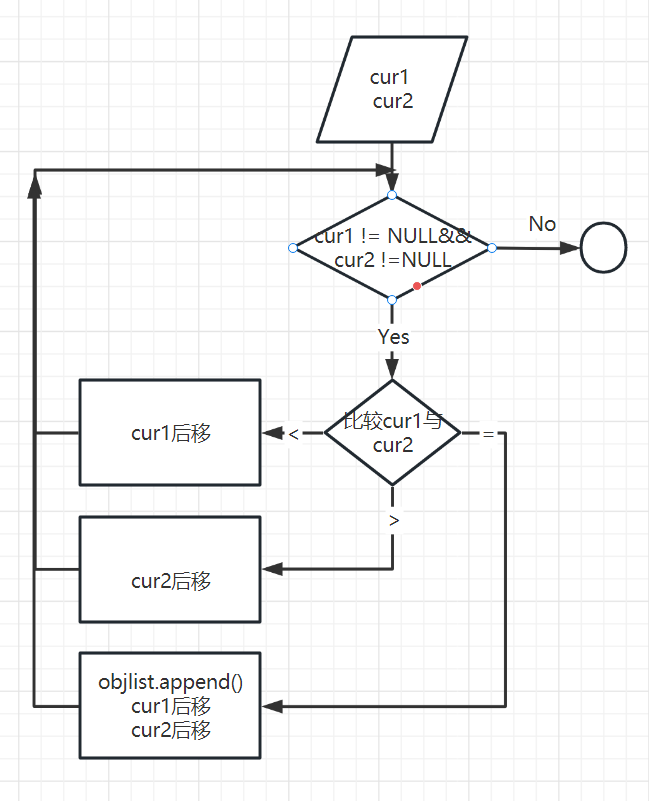 cur1
cur2
cur1 != NULL&&
cur2 !=NULL
No
Yes
比较cur1与
cur2
<
=
cur1后移
>
cur2后移
objlist.append()
cur1后移
cur2后移